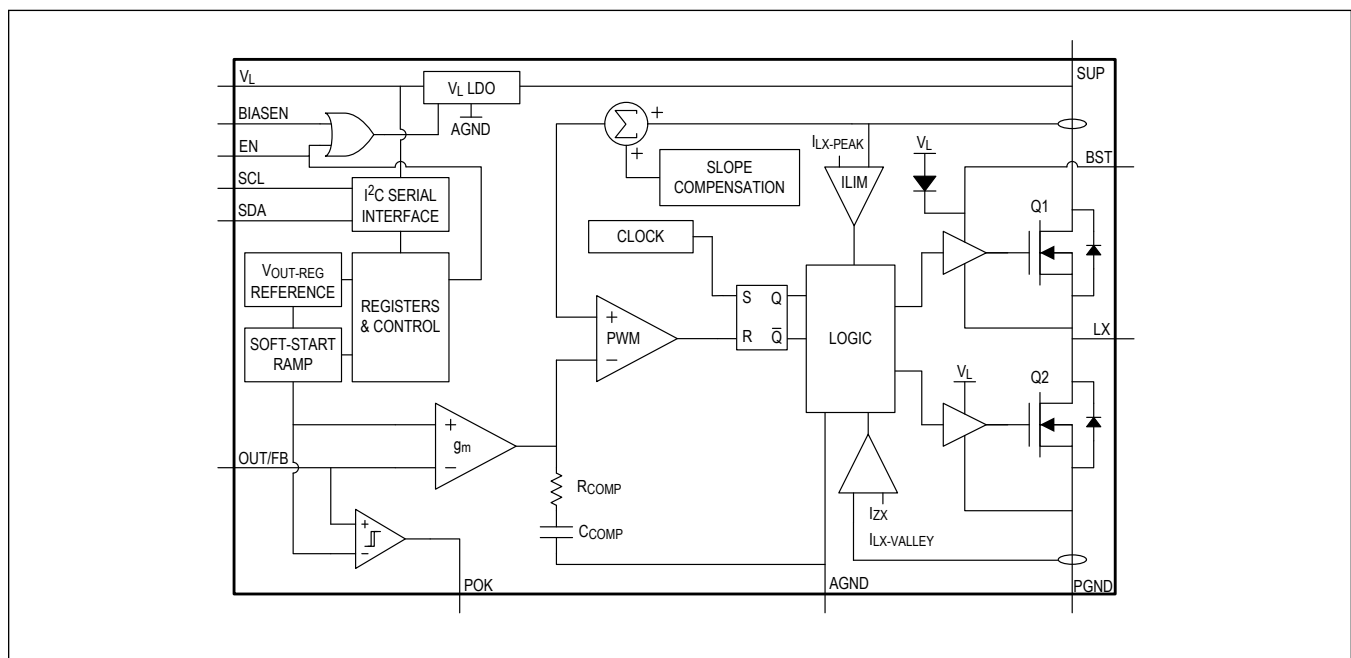 VL
BIASEN
EN
SCL
SDA
OUT/FB
VL LDO
AGND
I2C SERIAL
INTERFACE
VOUT-REG
REFERENCE
SOFT-START
RAMP
REGISTERS
& CONTROL
+
−
gm
+
−
POK
RCOMP
CCOMP
Σ
+
+
SLOPE
COMPENSATION
CLOCK
+
PWM
−
S Q
R Q̅
ILX-PEAK
ILIM
LOGIC
IZX
ILX-VALLEY
AGND
VL
VL
Q1
Q2
SUP
BST
LX
PGND